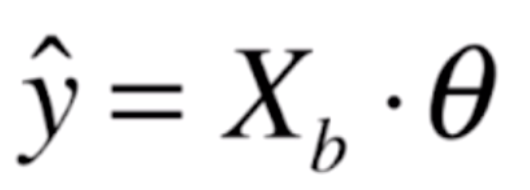 ŷ = X_b · θ